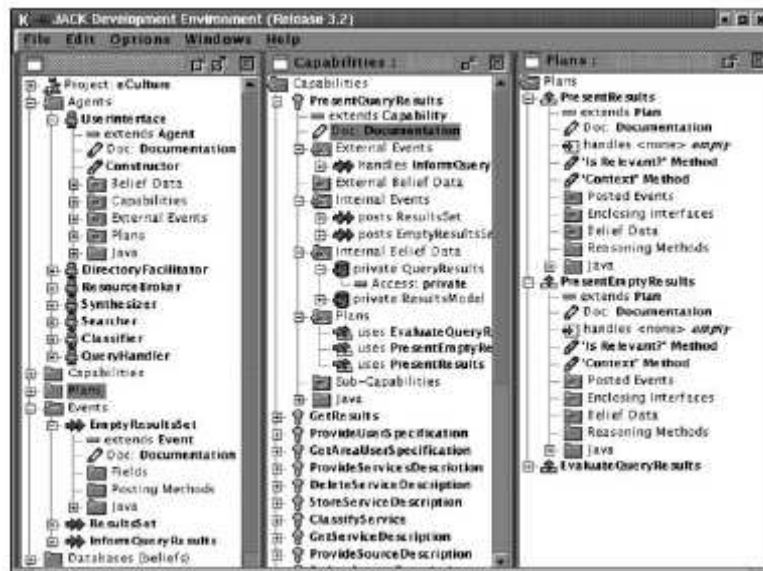 JACK Development Environment (Release 3.2)
File Edit Options Windows Help
Project: eCulture
Agents
UserInterface
extends Agent
Doc: Documentation
Constructor
Belief Data
Capabilities
External Events
Plans
Java
DirectoryFacilitator
ResourceBroker
Synthesizer
Searcher
Classifier
QueryHandler
Capabilities
Plans
Events
EmptyResultsSet
extends Event
Doc: Documentation
Fields
Posting Methods
Java
ResultsSet
InformQueryResults
Databases (beliefs)
Capabilities :
Capabilities
PresentQueryResults
extends Capability
Doc: Documentation
External Events
handles InformQuery
External Belief Data
Internal Events
posts ResultsSet
posts EmptyResultsSe
Internal Belief Data
private QueryResults
Access: private
private ResultsModel
Plans
uses EvaluateQueryR
uses PresentEmptyRe
uses PresentResults
Sub-Capabilities
Java
GetResults
ProvideUserSpecification
GetAreaUserSpecification
ProvideServicesDescription
DeleteServiceDescription
StoreServiceDescription
ClassifyService
GetServiceDescription
ProvideSourceDescription
Plans :
Plans
PresentResults
extends Plan
Doc: Documentation
handles <none> empty
"Is Relevant?" Method
"Context" Method
Posted Events
Enclosing Interfaces
Belief Data
Reasoning Methods
Java
PresentEmptyResults
extends Plan
Doc: Documentation
handles <none> empty
"Is Relevant?" Method
"Context" Method
Posted Events
Enclosing Interfaces
Belief Data
Reasoning Methods
Java
EvaluateQueryResults